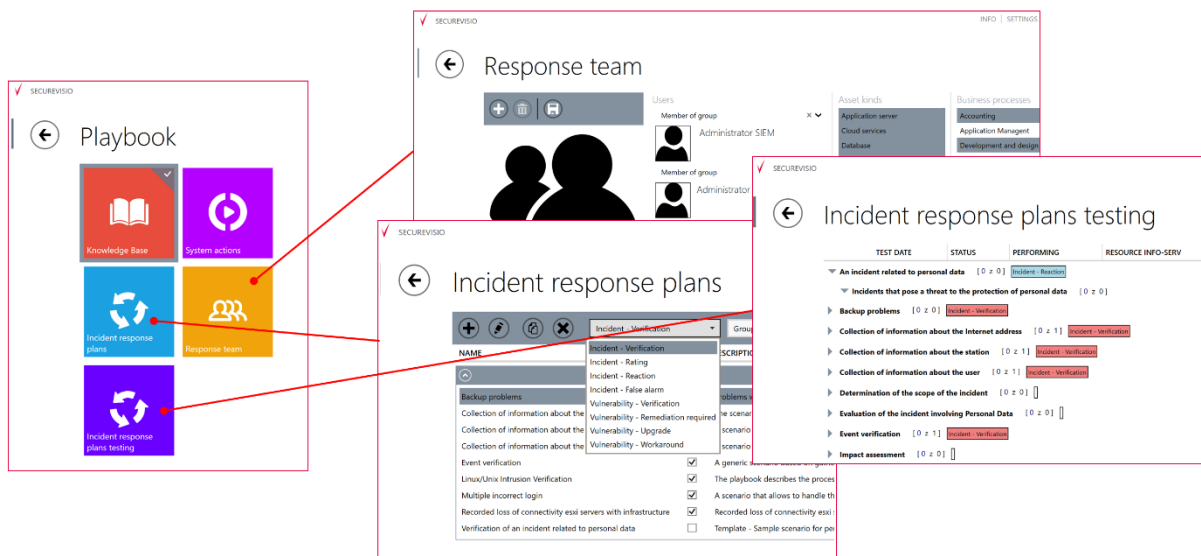 SECUREVISIO
Playbook
Knowledge Base
System actions
Incident response
plans
Response team
Incident response
plans testing
SECUREVISIO
INFO | SETTINGS
Response team
Users
Member of group
Administrator SIEM
Member of group
Administrator
Asset kinds
Application server
Cloud services
Database
Business processes
Accounting
Application Managent
Development and design
SECUREVISIO
Incident response plans
Incident - Verification
Group
NAME
Incident - Verification
Incident - Rating
Incident - Reaction
Incident - False alarm
Vulnerability - Verification
Vulnerability - Remediation required
Vulnerability - Upgrade
Vulnerability - Workaround
Backup problems
Collection of information about the
Collection of information about the
Collection of information about the
Event verification
Linux/Unix Intrusion Verification The playbook describes the proces
Multiple incorrect login A scenario that allows to handle th
Recorded loss of connectivity esxi servers with infrastructure Recorded loss of connectivity esxi
Verification of an incident related to personal data Template - Sample scenario for per
SECUREVISIO
Incident response plans testing
TEST DATE STATUS PERFORMING RESOURCE INFO-SERV
An incident related to personal data [ 0 z 0 ] Incident - Reaction
Incidents that pose a threat to the protection of personal data [ 0 z 0 ]
Backup problems [ 0 z 0 ] Incident - Verification
Collection of information about the Internet address [ 0 z 1 ] Incident - Verification
Collection of information about the station [ 0 z 1 ] Incident - Verification
Collection of information about the user [ 0 z 1 ] Incident - Verification
Determination of the scope of the incident [ 0 z 0 ]
Evaluation of the incident involving Personal Data [ 0 z 0 ]
Event verification [ 0 z 1 ] Incident - Verification
Impact assessment [ 0 z 0 ]